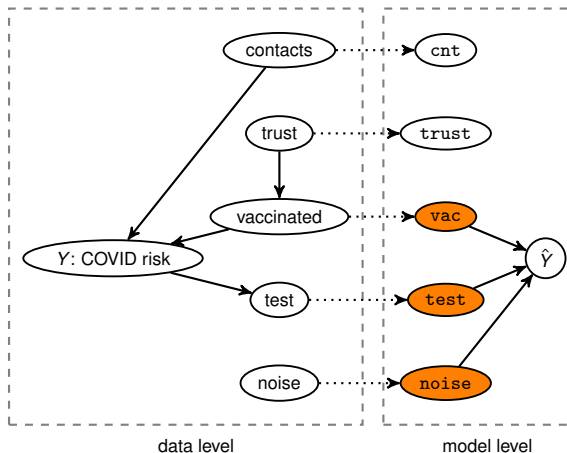 contacts cnt
trust trust
vaccinated vac
Y: COVID risk Ŷ
test test
noise noise
data level model level